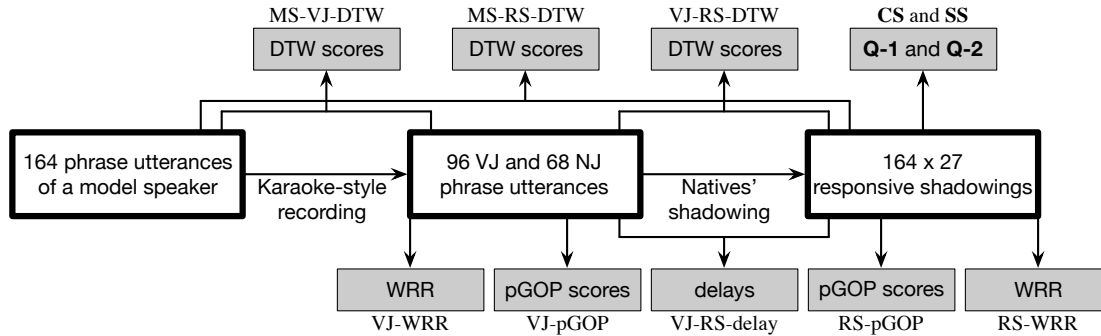 MS-VJ-DTW
MS-RS-DTW
VJ-RS-DTW
CS and SS
DTW scores
DTW scores
DTW scores
Q-1 and Q-2
164 phrase utterances
of a model speaker
Karaoke-style
recording
96 VJ and 68 NJ
phrase utterances
Natives'
shadowing
164 x 27
responsive shadowings
WRR
pGOP scores
delays
pGOP scores
WRR
VJ-WRR
VJ-pGOP
VJ-RS-delay
RS-pGOP
RS-WRR